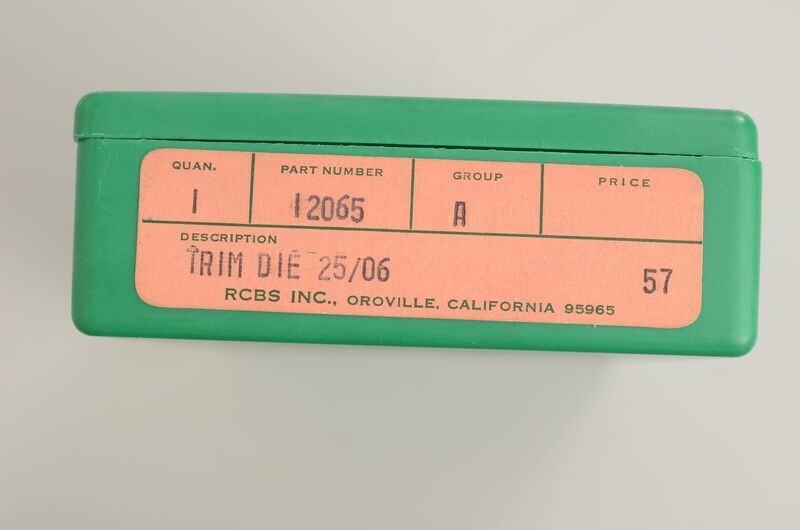 QUAN. PART NUMBER GROUP PRICE
1 12065 A
DESCRIPTION
TRIM DIE 25/06 57
RCBS INC., OROVILLE, CALIFORNIA 95965